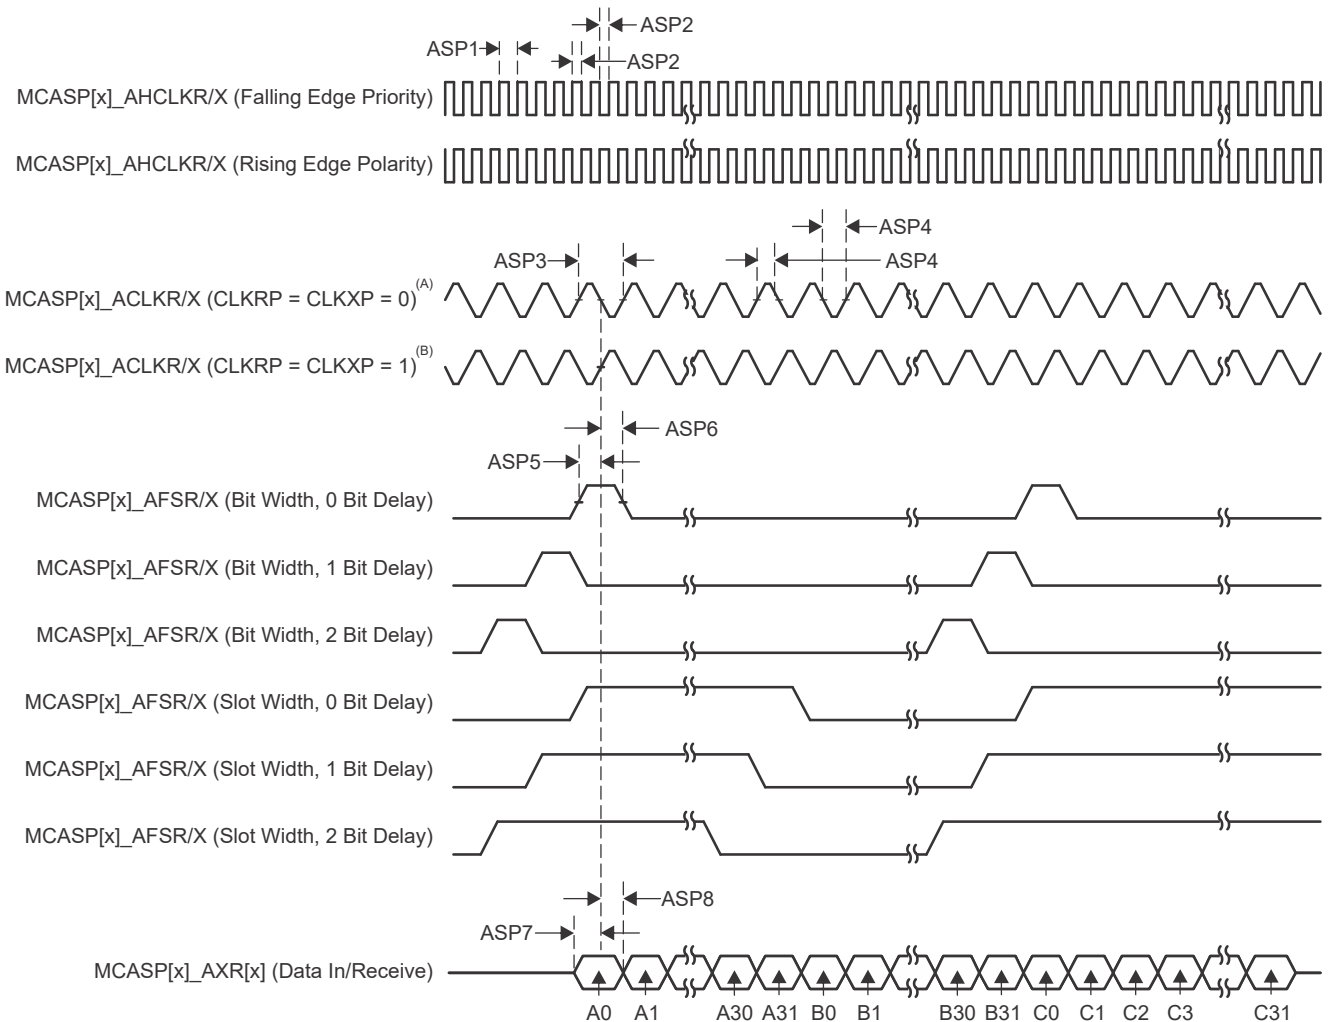 ASP2
ASP1
ASP2
MCASP[x]_AHCLKR/X (Falling Edge Priority)
MCASP[x]_AHCLKR/X (Rising Edge Polarity)
ASP4
ASP3
ASP4
MCASP[x]_ACLKR/X (CLKRP = CLKXP = 0)(A)
MCASP[x]_ACLKR/X (CLKRP = CLKXP = 1)(B)
ASP6
ASP5
MCASP[x]_AFSR/X (Bit Width, 0 Bit Delay)
MCASP[x]_AFSR/X (Bit Width, 1 Bit Delay)
MCASP[x]_AFSR/X (Bit Width, 2 Bit Delay)
MCASP[x]_AFSR/X (Slot Width, 0 Bit Delay)
MCASP[x]_AFSR/X (Slot Width, 1 Bit Delay)
MCASP[x]_AFSR/X (Slot Width, 2 Bit Delay)
ASP8
ASP7
MCASP[x]_AXR[x] (Data In/Receive)
A0 A1 A30 A31 B0 B1 B30 B31 C0 C1 C2 C3 C31